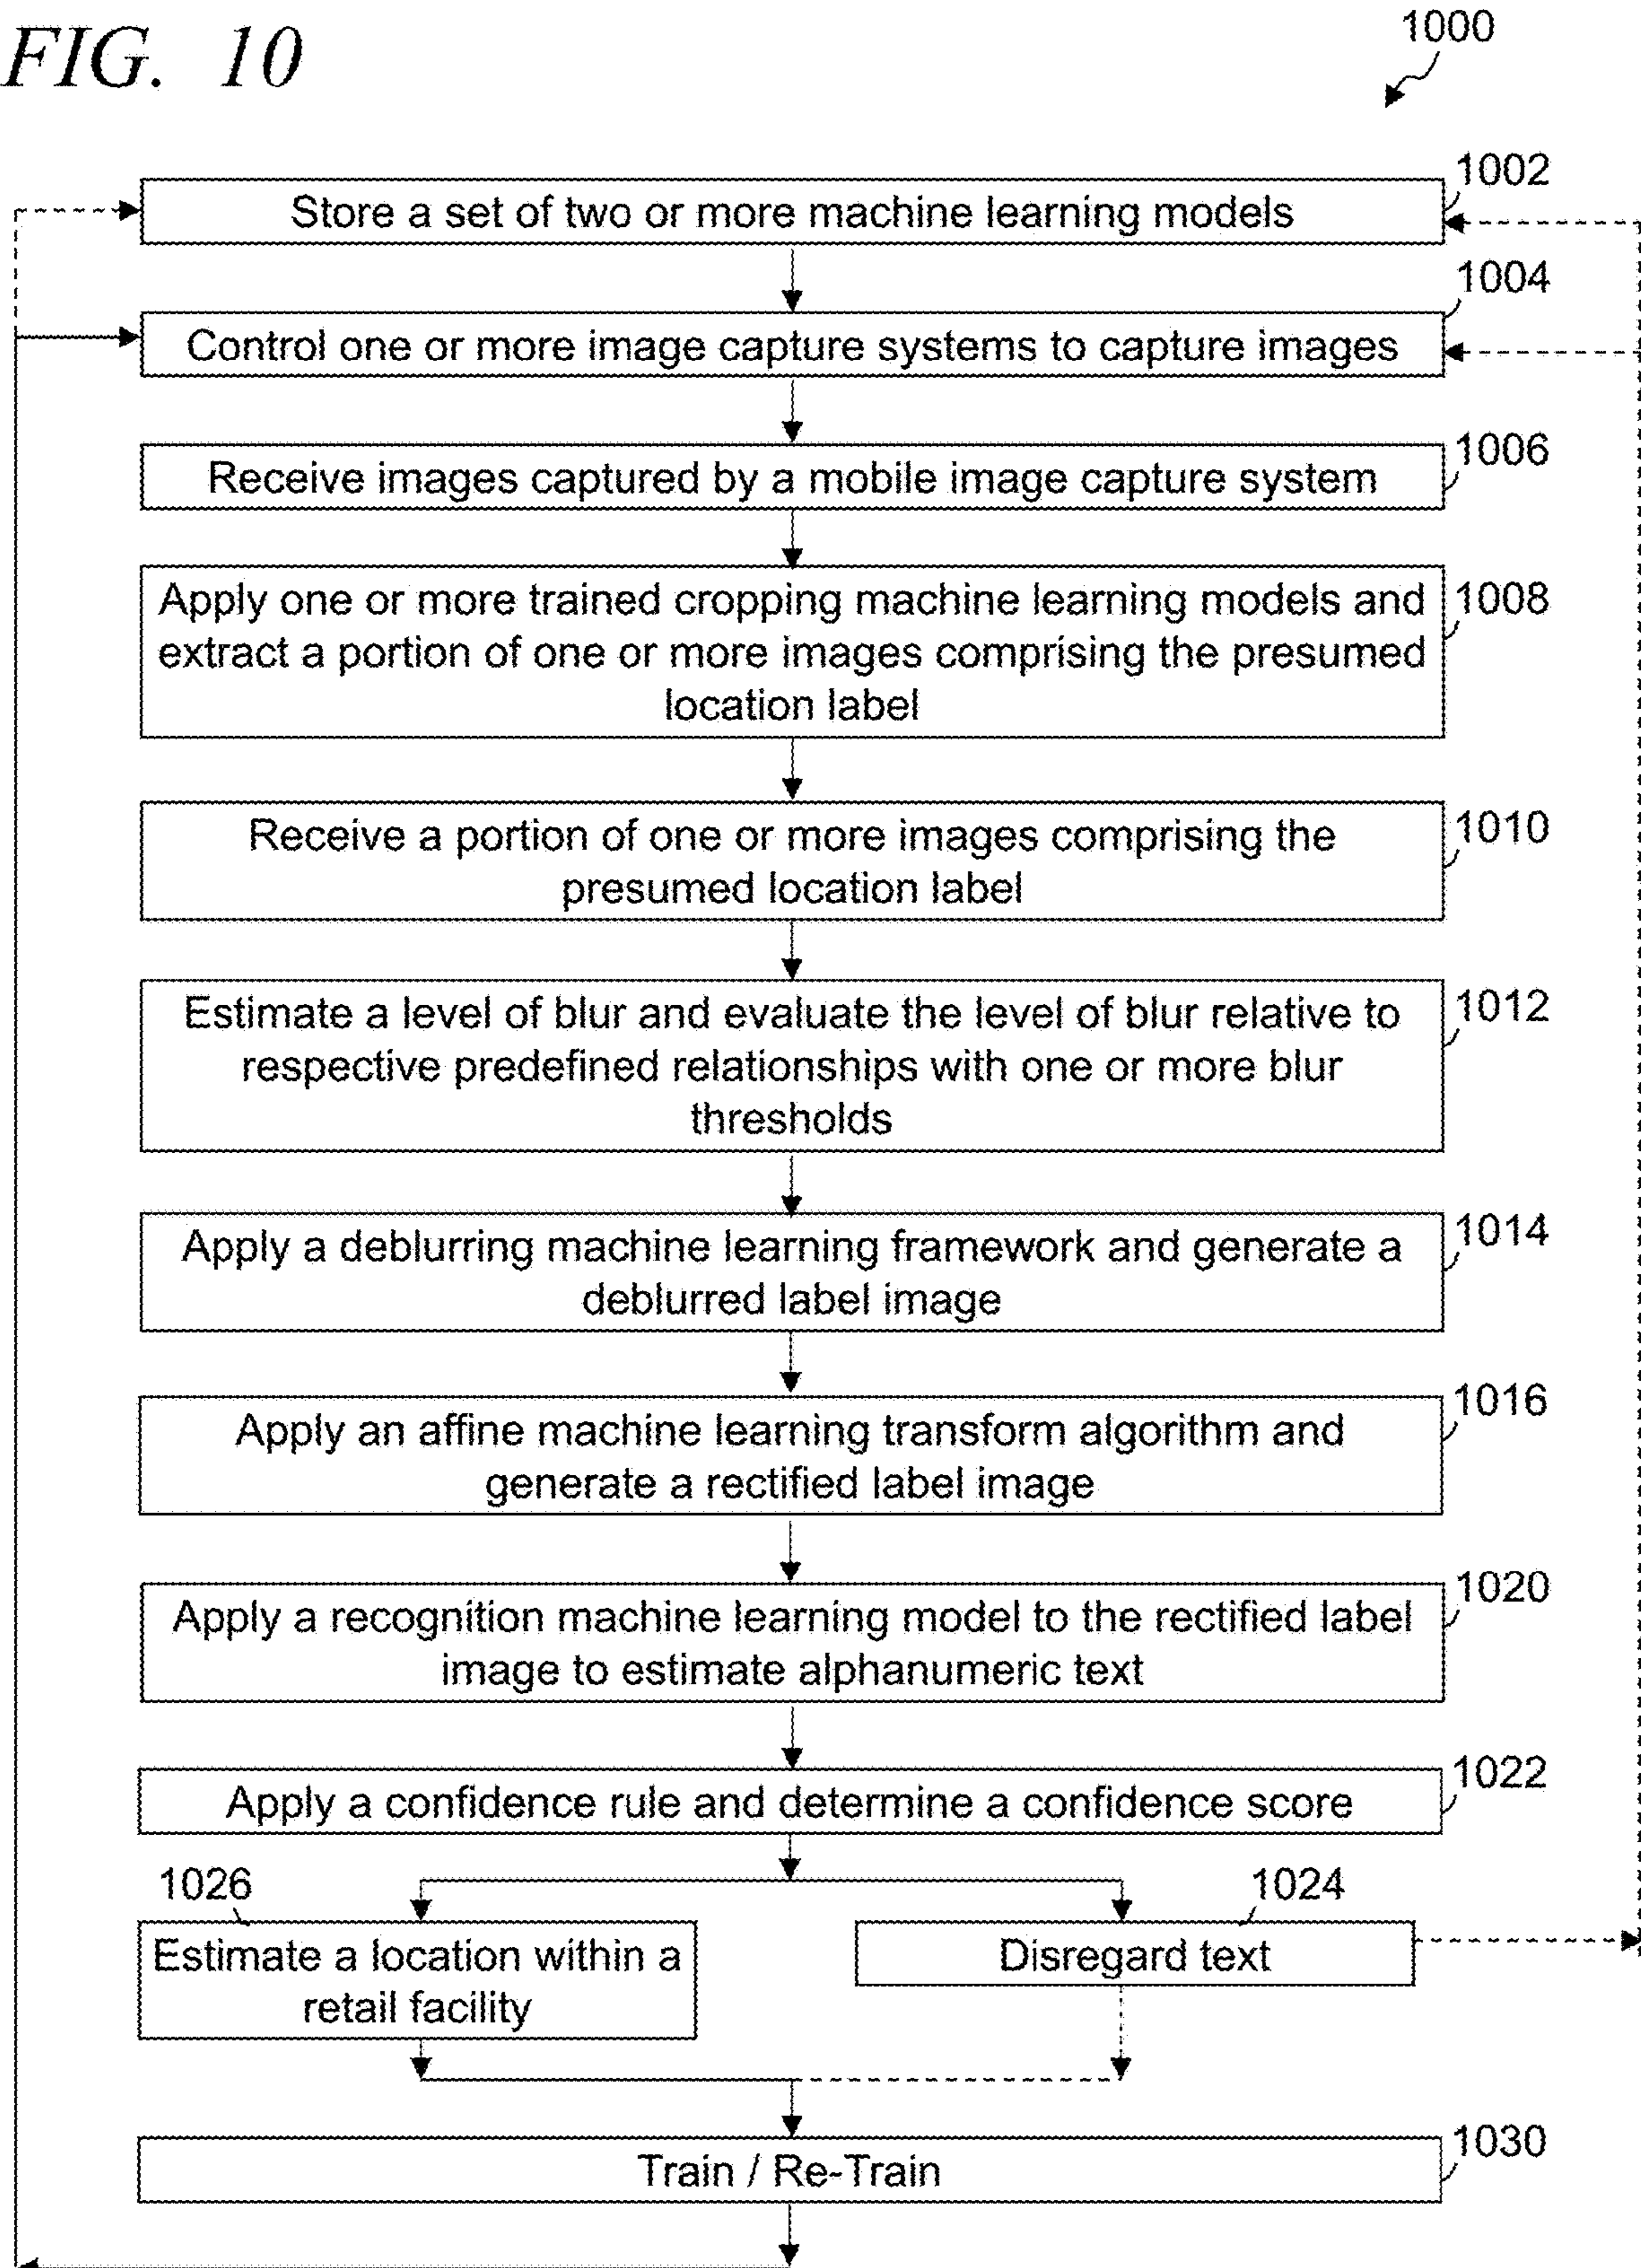 FIG. 10
1000
1002
Store a set of two or more machine learning models
1004
Control one or more image capture systems to capture images
1006
Receive images captured by a mobile image capture system
1008
Apply one or more trained cropping machine learning models and
extract a portion of one or more images comprising the presumed
location label
1010
Receive a portion of one or more images comprising the
presumed location label
1012
Estimate a level of blur and evaluate the level of blur relative to
respective predefined relationships with one or more blur
thresholds
1014
Apply a deblurring machine learning framework and generate a
deblurred label image
1016
Apply an affine machine learning transform algorithm and
generate a rectified label image
1020
Apply a recognition machine learning model to the rectified label
image to estimate alphanumeric text
1022
Apply a confidence rule and determine a confidence score
1026
Estimate a location within a
retail facility
1024
Disregard text
1030
Train / Re-Train